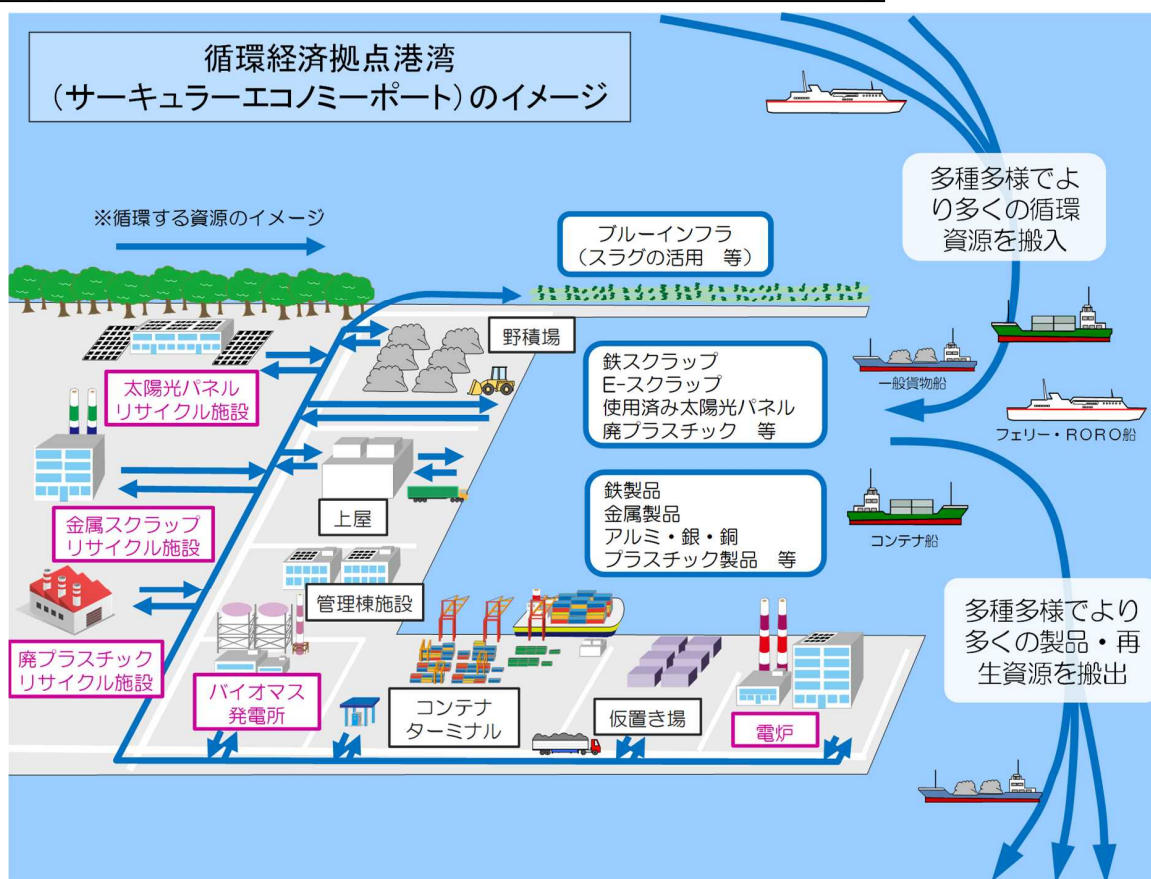 循環経済拠点港湾
（サーキュラーエコノミーポート）のイメージ
多種多様でよ
り多くの循環
資源を搬入
※循環する資源のイメージ
ブルーインフラ
（スラグの活用　等）
野積場
太陽光パネル
リサイクル施設
鉄スクラップ
E-スクラップ
使用済み太陽光パネル
廃プラスチック　等
一般貨物船
フェリー・RORO船
上屋
金属スクラップ
リサイクル施設
鉄製品
金属製品
アルミ・銀・銅
プラスチック製品　等
コンテナ船
管理棟施設
多種多様でより
多くの製品・再
生資源を搬出
廃プラスチック
リサイクル施設
バイオマス
発電所
コンテナ
ターミナル
仮置き場
電炉